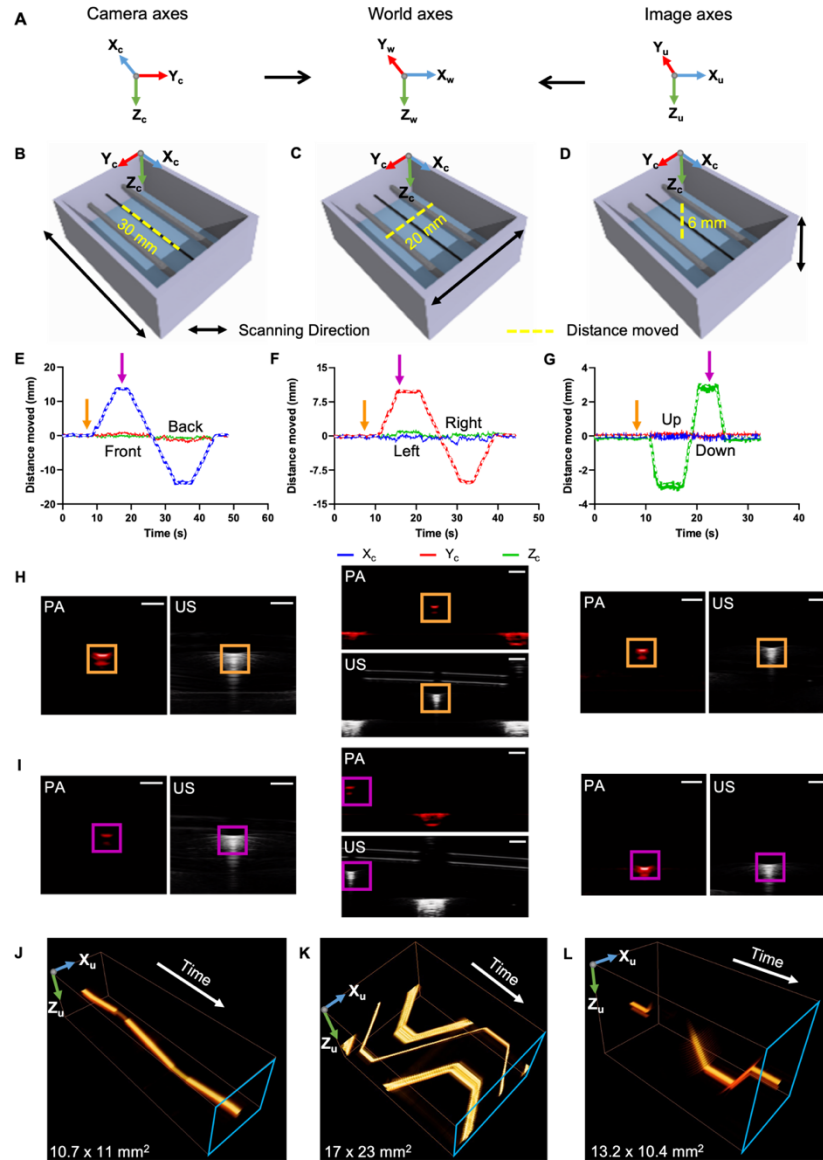 A
Camera axes
World axes
Image axes
Xc
Yc
Zc
Yw
Xw
Zw
Yu
Xu
Zu
B
Yc
Xc
Zc
30 mm
C
Yc
Xc
Zc
20 mm
D
Yc
Xc
Zc
6 mm
Scanning Direction
Distance moved
E
Distance moved (mm)
20
10
0
-10
-20
Front
Back
0 10 20 30 40 50 60
Time (s)
F
Distance moved (mm)
15
7.5
0
-7.5
-15
Left
Right
0 10 20 30 40 50
Time (s)
G
Distance moved (mm)
4
2
0
-2
-4
Up
Down
0 10 20 30 40
Time (s)
Xc Yc Zc
H
PA
US
PA
US
PA
US
I
PA
US
PA
US
PA
US
J
Xu
Zu
Time
10.7 x 11 mm²
K
Xu
Zu
Time
17 x 23 mm²
L
Xu
Zu
Time
13.2 x 10.4 mm²